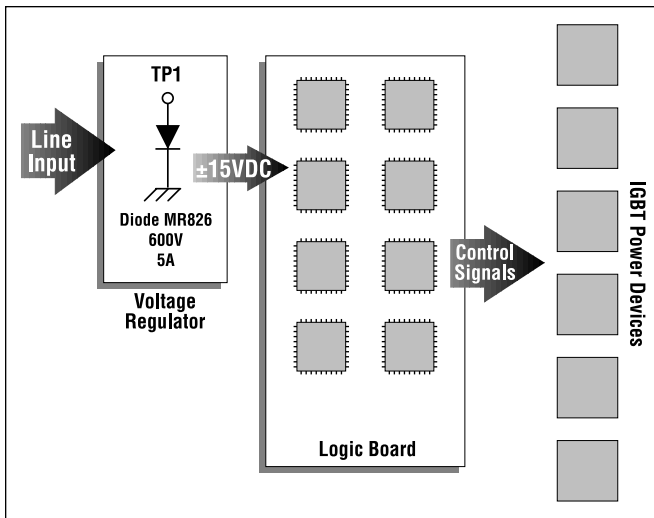 TP1
Line
Input
Diode MR826
600V
5A
Voltage
Regulator
±15VDC
Logic Board
Control
Signals
IGBT Power Devices